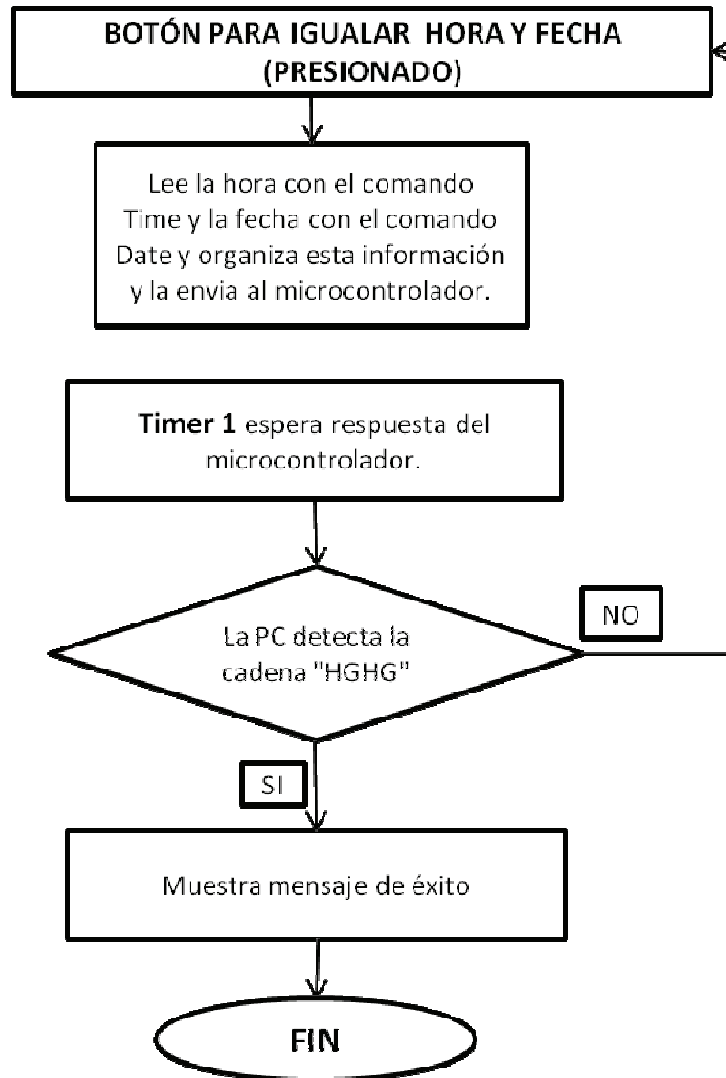 BOTÓN PARA IGUALAR HORA Y FECHA
(PRESIONADO)
Lee la hora con el comando
Time y la fecha con el comando
Date y organiza esta información
y la envia al microcontrolador.
Timer 1 espera respuesta del
microcontrolador.
La PC detecta la
cadena "HGHG"
NO
SI
Muestra mensaje de éxito
FIN